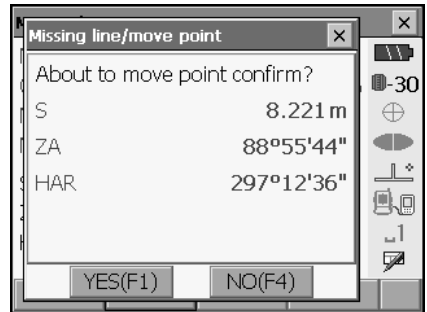 Missing line/move point
About to move point confirm?
S 8.221 m
ZA 88°55'44"
HAR 297°12'36"
YES(F1) NO(F4)
-30
1